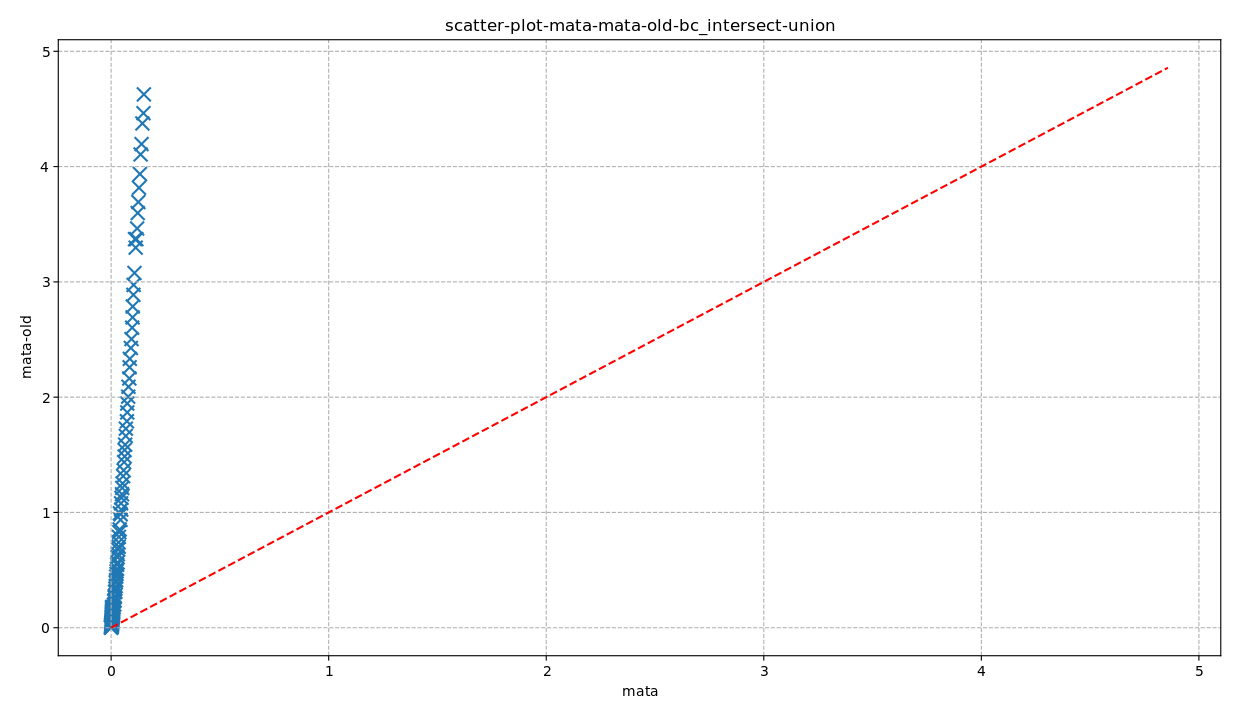 scatter-plot-mata-mata-old-bc_intersect-union
5
4
3
2
1
0
mata-old
0 1 2 3 4 5
mata